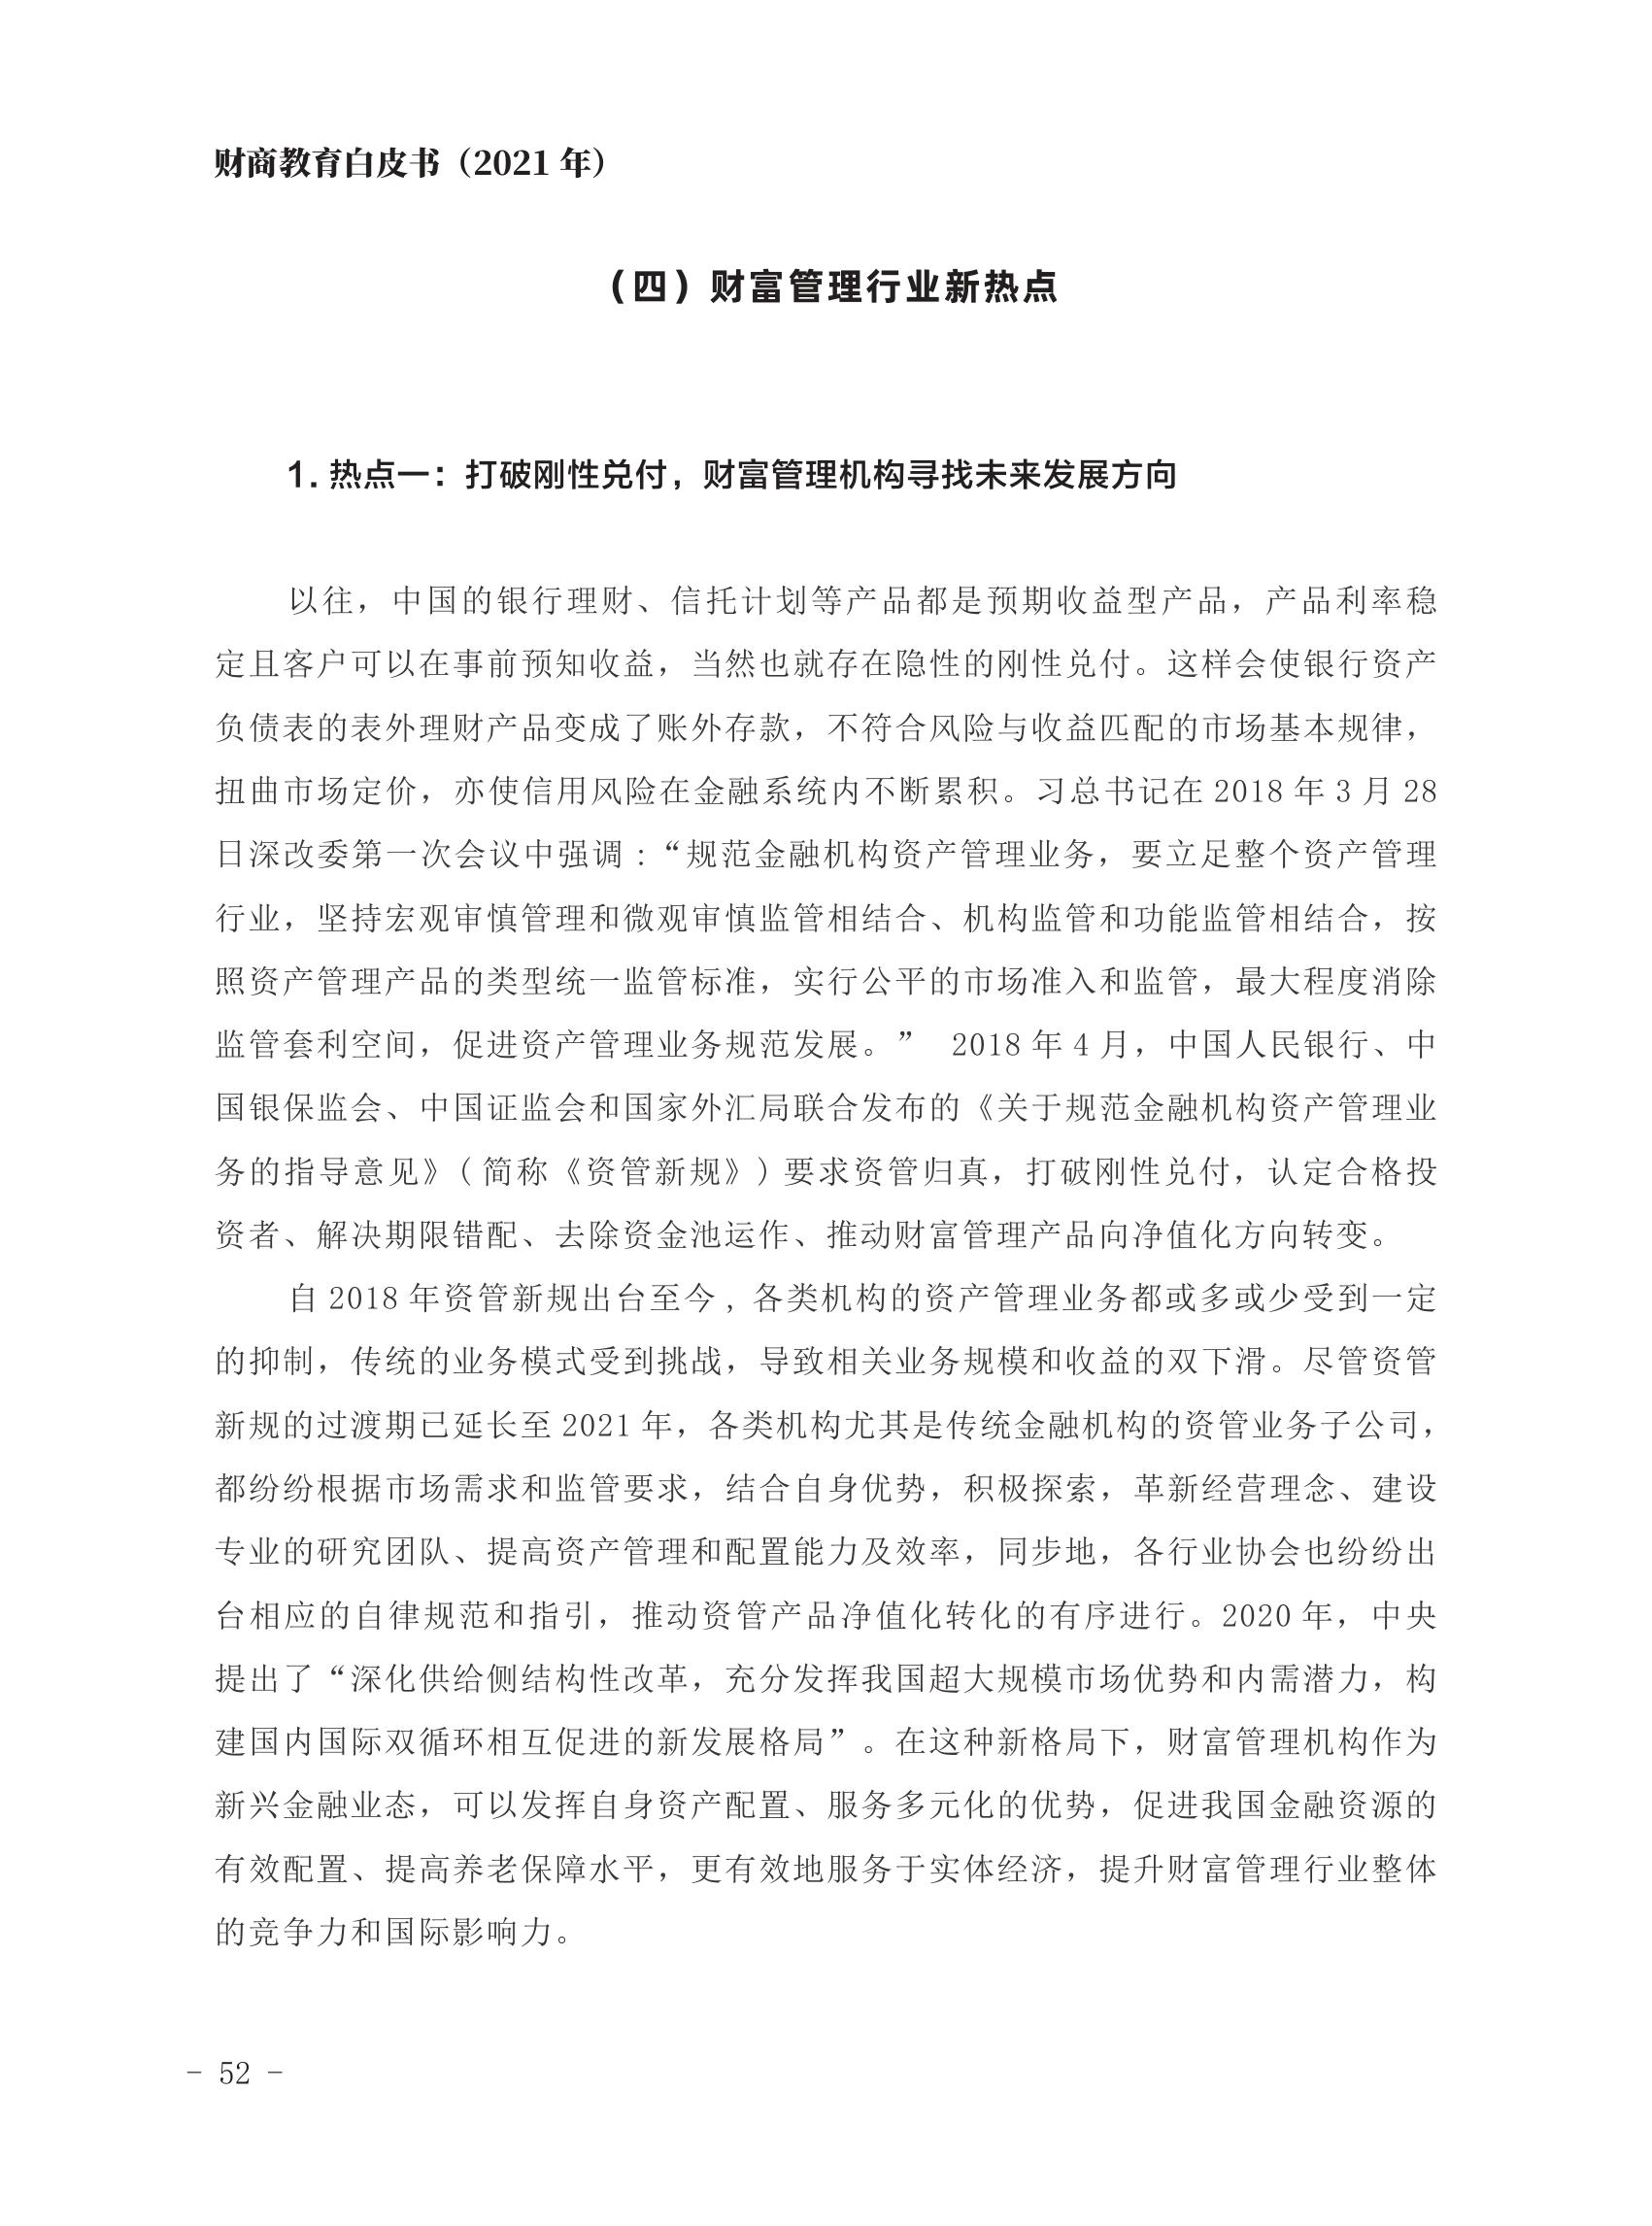 财商教育白皮书（2021 年）
（四）财富管理行业新热点
1. 热点一：打破刚性兑付，财富管理机构寻找未来发展方向
以往，中国的银行理财、信托计划等产品都是预期收益型产品，产品利率稳
定且客户可以在事前预知收益，当然也就存在隐性的刚性兑付。这样会使银行资产
负债表的表外理财产品变成了账外存款，不符合风险与收益匹配的市场基本规律，
扭曲市场定价，亦使信用风险在金融系统内不断累积。习总书记在 2018 年 3 月 28
日深改委第一次会议中强调：“规范金融机构资产管理业务，要立足整个资产管理
行业，坚持宏观审慎管理和微观审慎监管相结合、机构监管和功能监管相结合，按
照资产管理产品的类型统一监管标准，实行公平的市场准入和监管，最大程度消除
监管套利空间，促进资产管理业务规范发展。” 2018 年 4 月，中国人民银行、中
国银保监会、中国证监会和国家外汇局联合发布的《关于规范金融机构资产管理业
务的指导意见》( 简称《资管新规》) 要求资管归真，打破刚性兑付，认定合格投
资者、解决期限错配、去除资金池运作、推动财富管理产品向净值化方向转变。
自 2018 年资管新规出台至今 , 各类机构的资产管理业务都或多或少受到一定
的抑制，传统的业务模式受到挑战，导致相关业务规模和收益的双下滑。尽管资管
新规的过渡期已延长至 2021 年，各类机构尤其是传统金融机构的资管业务子公司，
都纷纷根据市场需求和监管要求，结合自身优势，积极探索，革新经营理念、建设
专业的研究团队、提高资产管理和配置能力及效率，同步地，各行业协会也纷纷出
台相应的自律规范和指引，推动资管产品净值化转化的有序进行。2020 年，中央
提出了“深化供给侧结构性改革，充分发挥我国超大规模市场优势和内需潜力，构
建国内国际双循环相互促进的新发展格局”。在这种新格局下，财富管理机构作为
新兴金融业态，可以发挥自身资产配置、服务多元化的优势，促进我国金融资源的
有效配置、提高养老保障水平，更有效地服务于实体经济，提升财富管理行业整体
的竞争力和国际影响力。
- 52 -